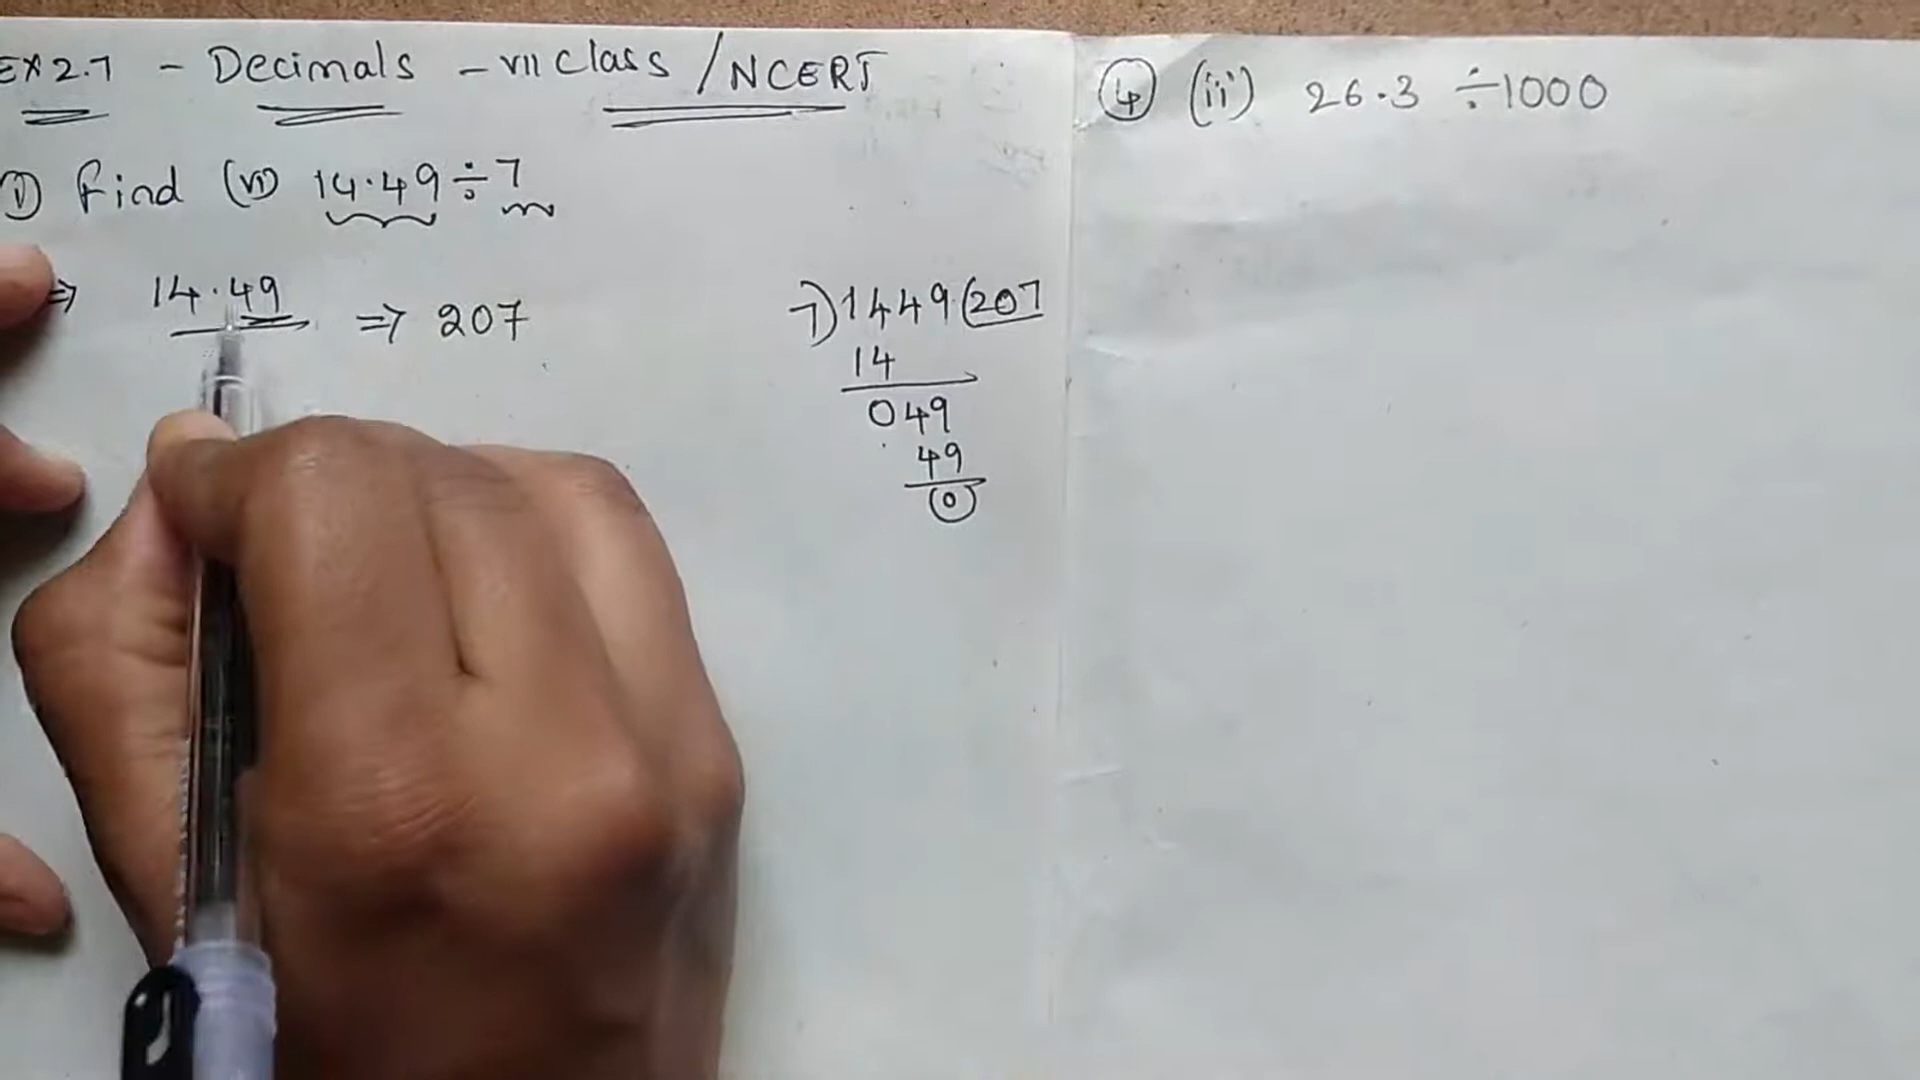 EX 2.7 - Decimals - VII Class / NCERT
① Find (vi) 14.49 ÷ 7
⇒ 14.49 ⇒ 207
7)1449(207
14
049
49
0
④ (ii) 26.3 ÷ 1000